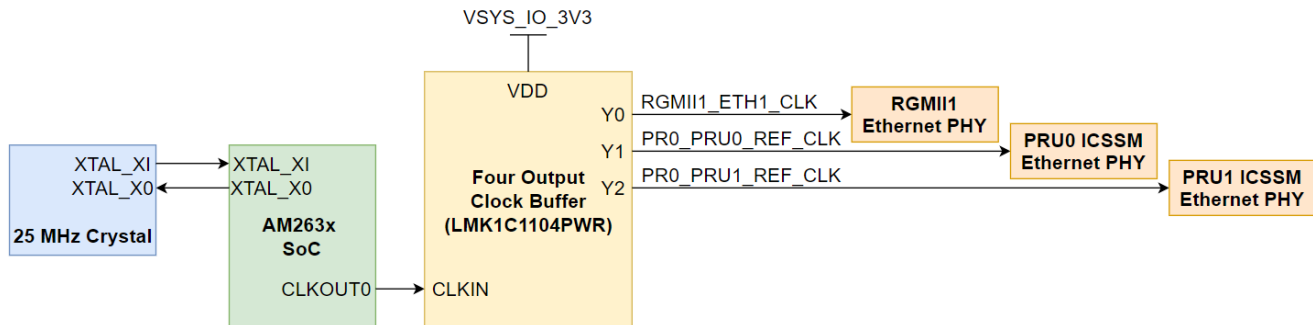 VSYS_IO_3V3
VDD
Y0
RGMII1_ETH1_CLK
RGMII1
Ethernet PHY
Y1
PR0_PRU0_REF_CLK
PRU0 ICSSM
Ethernet PHY
Y2
PR0_PRU1_REF_CLK
PRU1 ICSSM
Ethernet PHY
XTAL_XI
XTAL_X0
25 MHz Crystal
XTAL_XI
XTAL_X0
AM263x
SoC
CLKOUT0
Four Output
Clock Buffer
(LMK1C1104PWR)
CLKIN